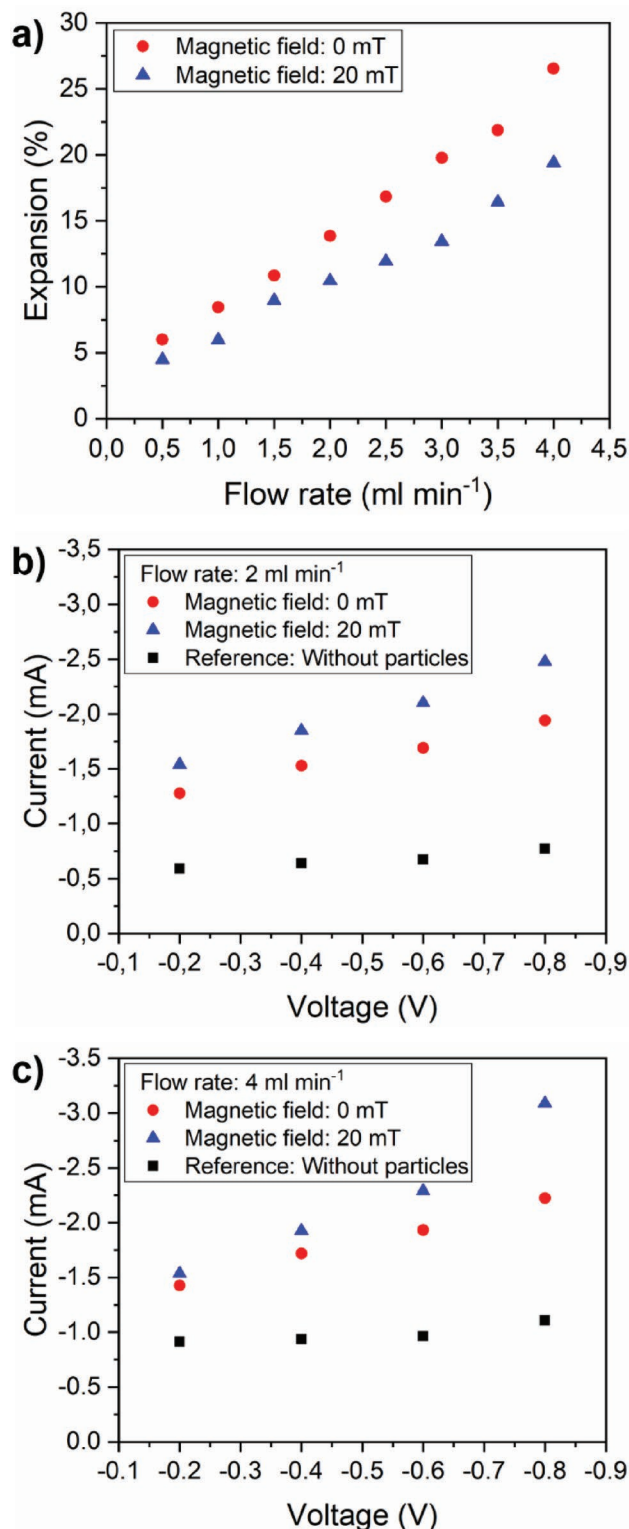 a)
Magnetic field: 0 mT
Magnetic field: 20 mT
Expansion (%)
30
25
20
15
10
5
0
0,0 0,5 1,0 1,5 2,0 2,5 3,0 3,5 4,0 4,5
Flow rate (ml min⁻¹)
b)
Flow rate: 2 ml min⁻¹
Magnetic field: 0 mT
Magnetic field: 20 mT
Reference: Without particles
Current (mA)
-3,5
-3,0
-2,5
-2,0
-1,5
-1,0
-0,5
0,0
-0,1 -0,2 -0,3 -0,4 -0,5 -0,6 -0,7 -0,8 -0,9
Voltage (V)
c)
Flow rate: 4 ml min⁻¹
Magnetic field: 0 mT
Magnetic field: 20 mT
Reference: Without particles
Current (mA)
-3.5
-3.0
-2.5
-2.0
-1.5
-1.0
-0.5
0.0
-0.1 -0.2 -0.3 -0.4 -0.5 -0.6 -0.7 -0.8 -0.9
Voltage (V)